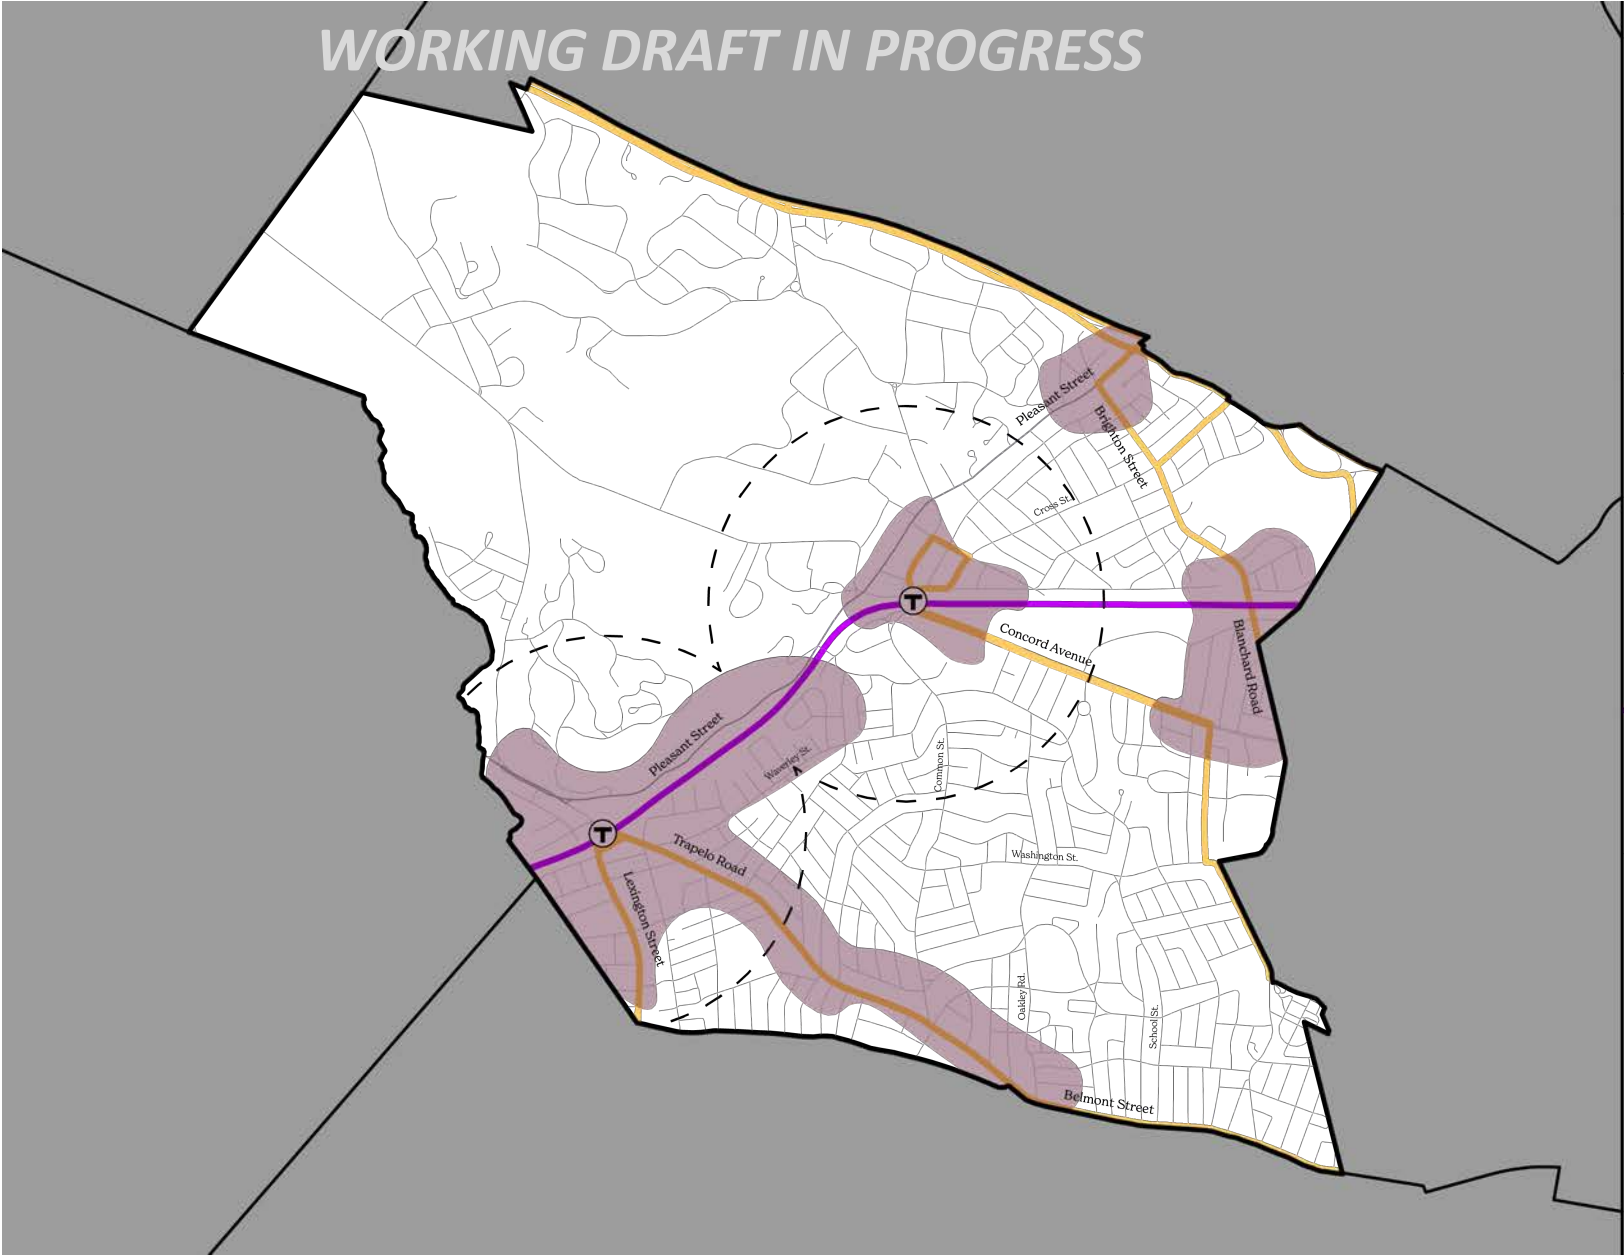 WORKING DRAFT IN PROGRESS
Pleasant Street
Brighton Street
Cross St.
T
Concord Avenue
Blanchard Road
Pleasant Street
Waverley St.
Common St.
T
Trapelo Road
Washington St.
Lexington Street
Oakley Rd.
School St.
Belmont Street